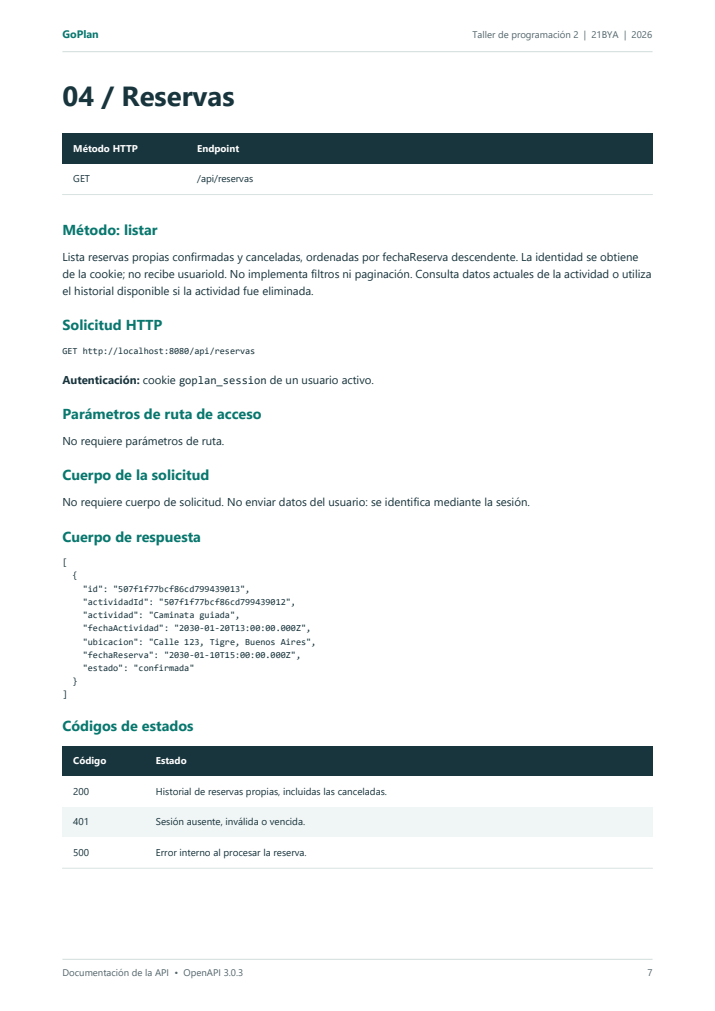 GoPlan
Taller de programación 2 | 21BYA | 2026
04 / Reservas
Método HTTP Endpoint
GET /api/reservas
Método: listar
Lista reservas propias confirmadas y canceladas, ordenadas por fechaReserva descendente. La identidad se obtiene
de la cookie; no recibe usuarioId. No implementa filtros ni paginación. Consulta datos actuales de la actividad o utiliza
el historial disponible si la actividad fue eliminada.
Solicitud HTTP
GET http://localhost:8080/api/reservas
Autenticación: cookie goplan_session de un usuario activo.
Parámetros de ruta de acceso
No requiere parámetros de ruta.
Cuerpo de la solicitud
No requiere cuerpo de solicitud. No enviar datos del usuario: se identifica mediante la sesión.
Cuerpo de respuesta
[
  {
    "id": "507f1f77bcf86cd799439013",
    "actividadId": "507f1f77bcf86cd799439012",
    "actividad": "Caminata guiada",
    "fechaActividad": "2030-01-20T13:00:00.000Z",
    "ubicacion": "Calle 123, Tigre, Buenos Aires",
    "fechaReserva": "2030-01-10T15:00:00.000Z",
    "estado": "confirmada"
  }
]
Códigos de estados
Código Estado
200 Historial de reservas propias, incluidas las canceladas.
401 Sesión ausente, inválida o vencida.
500 Error interno al procesar la reserva.
Documentación de la API • OpenAPI 3.0.3
7